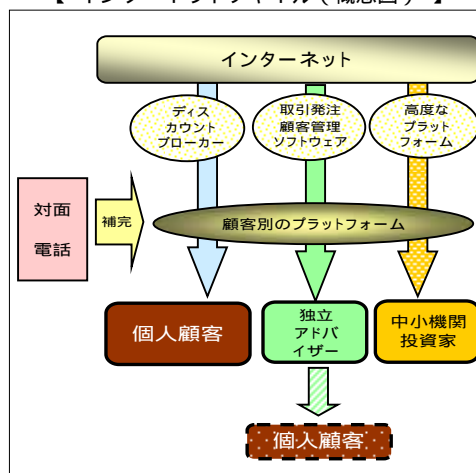 インターネット
ディス
カウント
ブローカー
取引発注
顧客管理
ソフトウェア
高度な
プラット
フォーム
対面
電話
補完
顧客別のプラットフォーム
個人顧客
独立
アドバ
イザー
中小機関
投資家
個人顧客